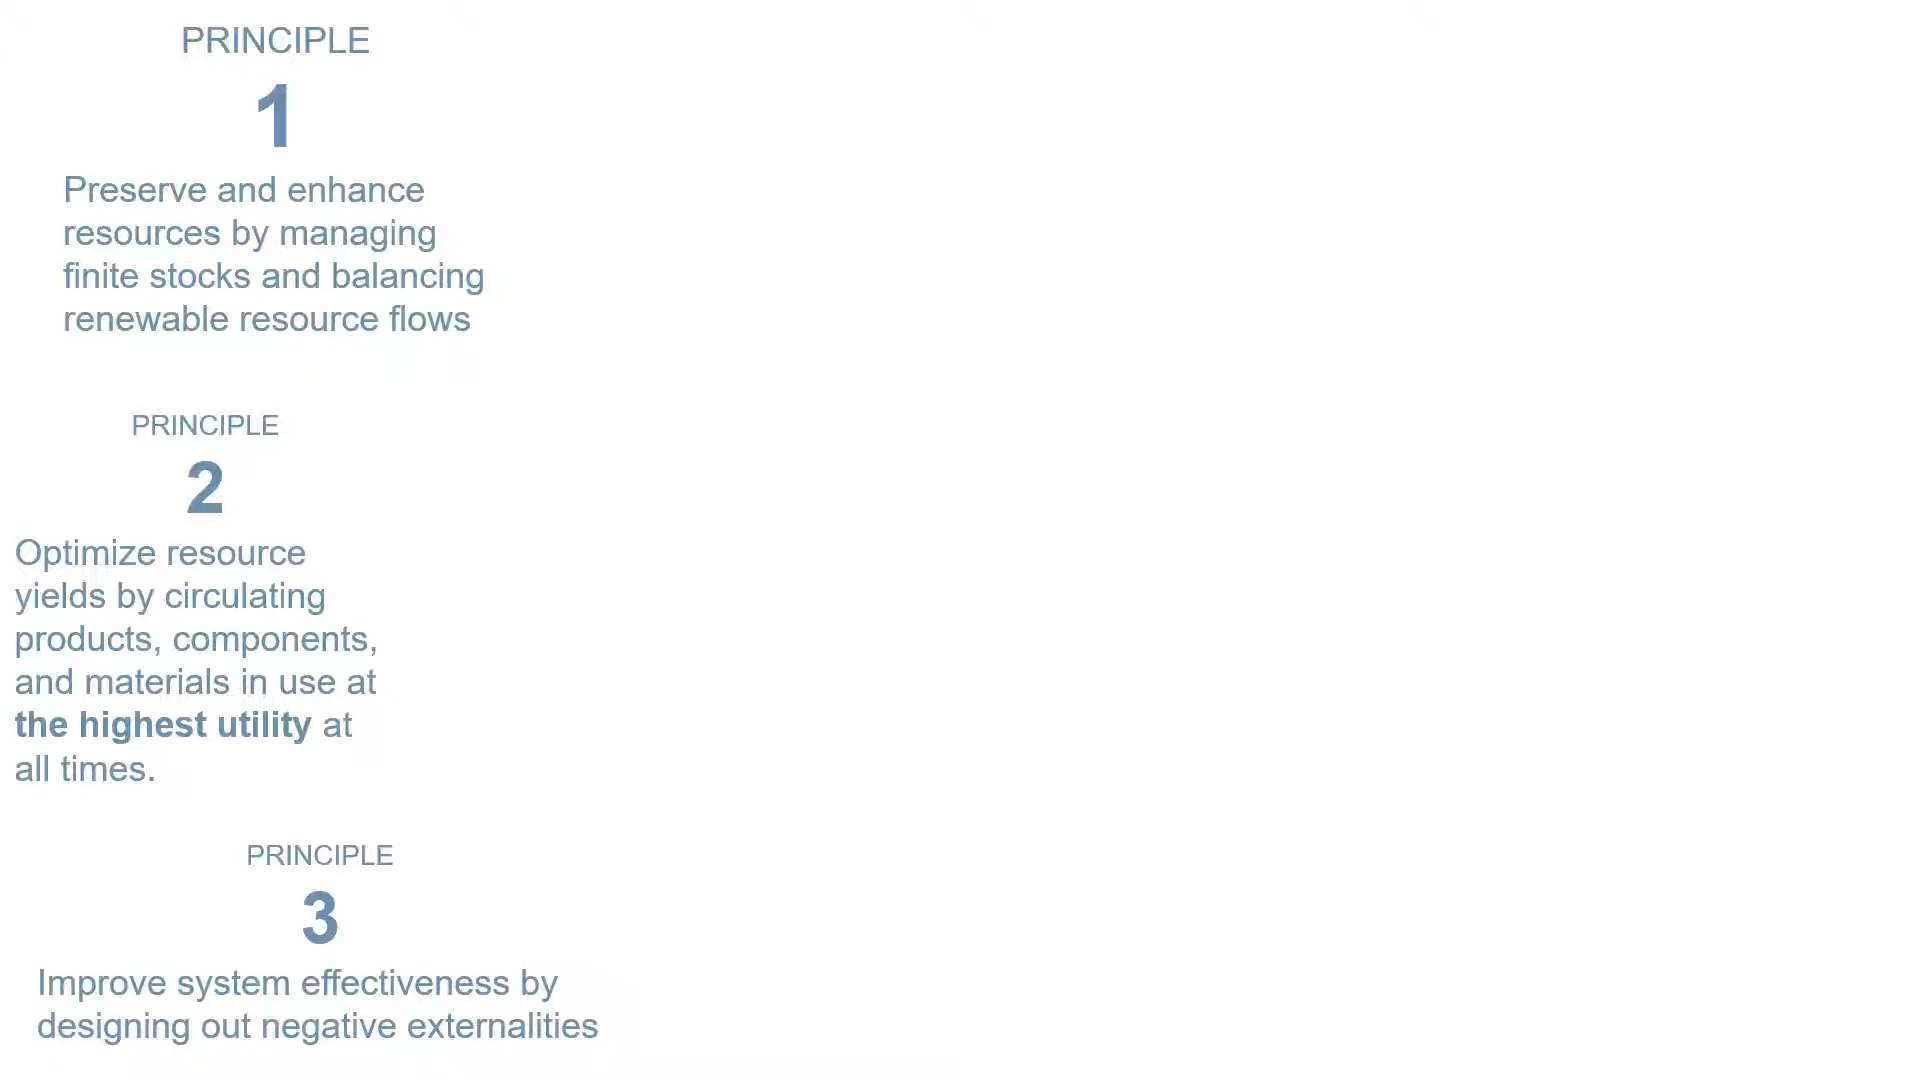 PRINCIPLE
1
Preserve and enhance
resources by managing
finite stocks and balancing
renewable resource flows
PRINCIPLE
2
Optimize resource
yields by circulating
products, components,
and materials in use at
the highest utility at
all times.
PRINCIPLE
3
Improve system effectiveness by
designing out negative externalities